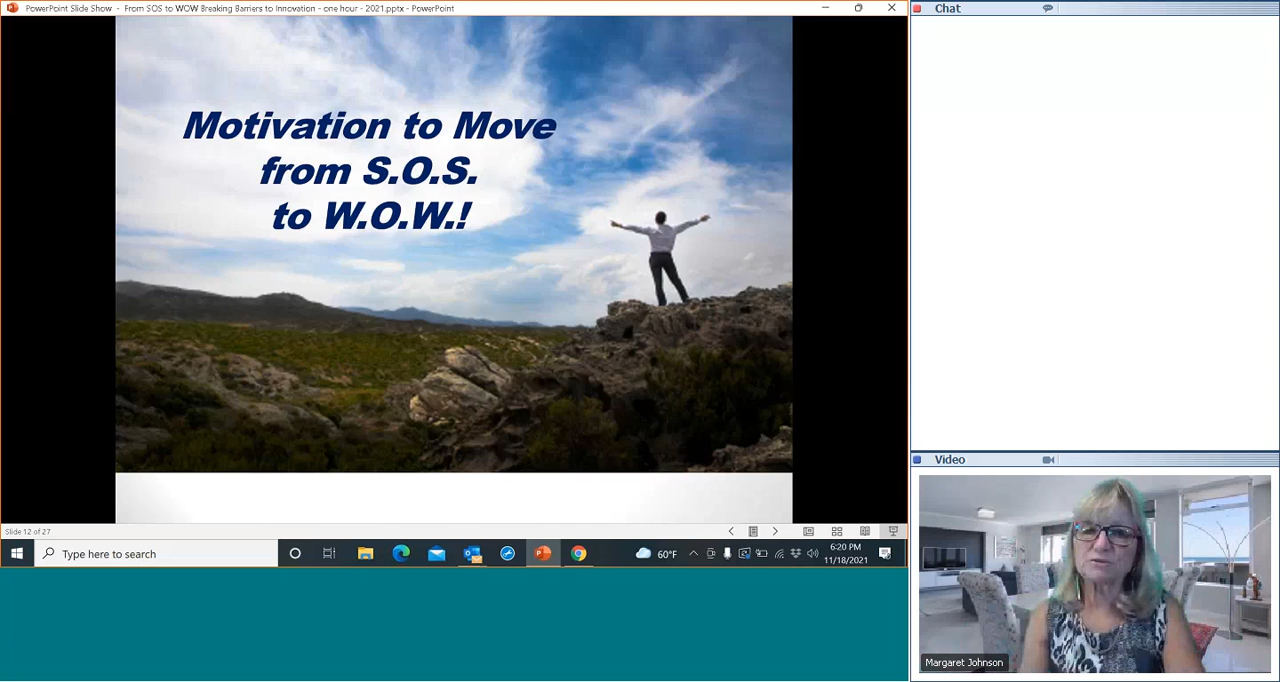 PowerPoint Slide Show - From SOS to WOW Breaking Barriers to Innovation - one hour - 2021.pptx - PowerPoint
Chat
Motivation to Move
from S.O.S.
to W.O.W.!
Video
Slide 12 of 27
Type here to search
60°F
6:20 PM
11/18/2021
Margaret Johnson